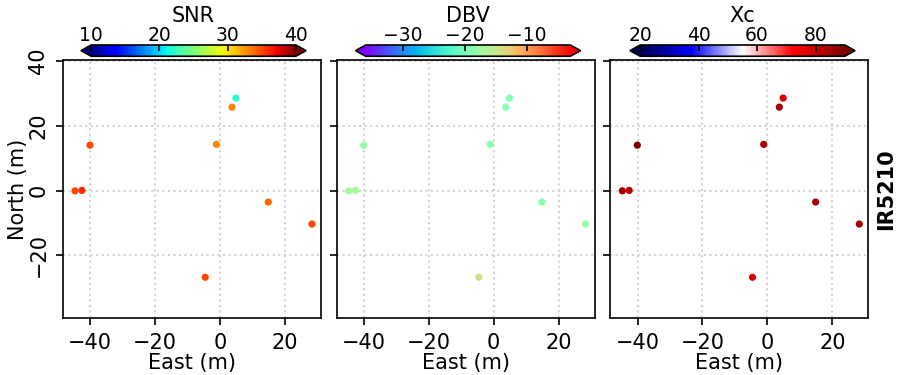 SNR DBV Xc
10 20 30 40 −30 −20 −10 20 40 60 80
40
20
0
−20
North (m)
IR5210
−40 −20 0 20 −40 −20 0 20 −40 −20 0 20
East (m) East (m) East (m)